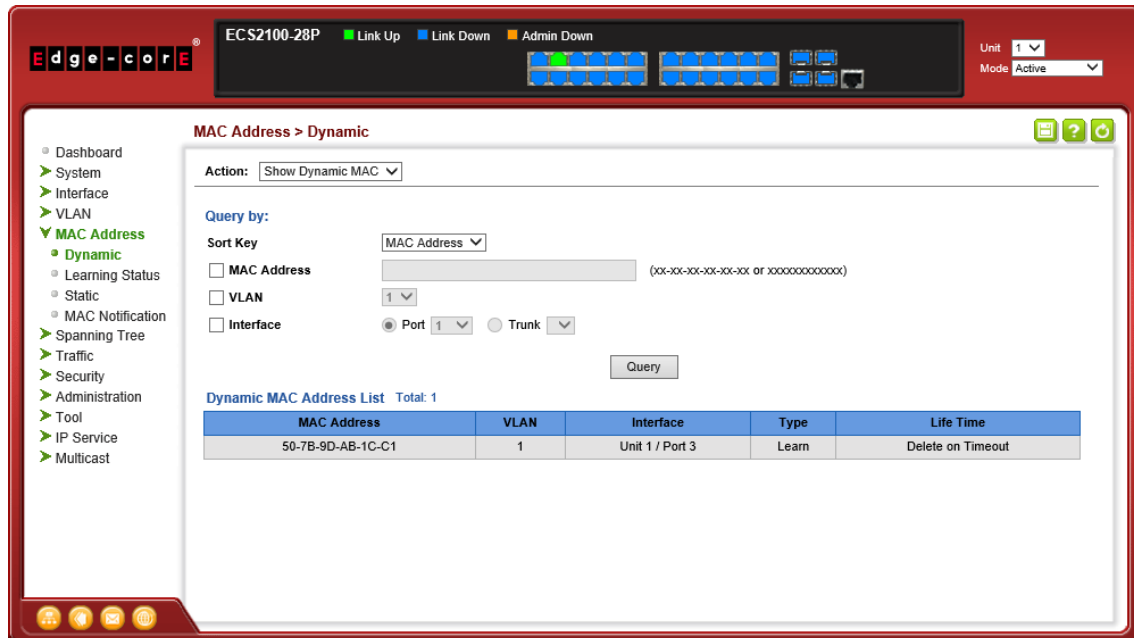 Edge-corE®
ECS2100-28P Link Up Link Down Admin Down
Unit 1
Mode Active
MAC Address > Dynamic
?
Dashboard
System
Interface
VLAN
MAC Address
Dynamic
Learning Status
Static
MAC Notification
Spanning Tree
Traffic
Security
Administration
Tool
IP Service
Multicast
Action: Show Dynamic MAC
Query by:
Sort Key MAC Address
MAC Address (xx-xx-xx-xx-xx-xx or xxxxxxxxxxxx)
VLAN 1
Interface Port 1 Trunk
Query
Dynamic MAC Address List Total: 1
MAC Address VLAN Interface Type Life Time
50-7B-9D-AB-1C-C1 1 Unit 1 / Port 3 Learn Delete on Timeout